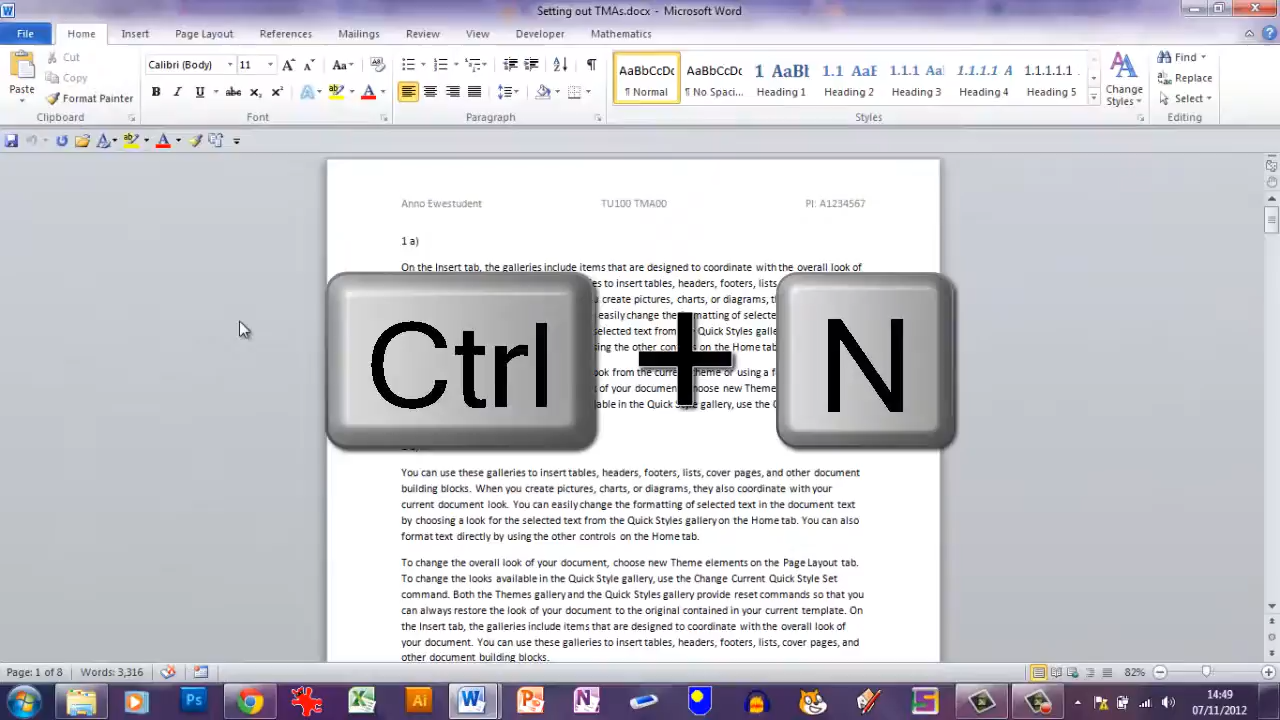 Setting out TMAs.docx - Microsoft Word
File Home Insert Page Layout References Mailings Review View Developer Mathematics
Cut
Copy
Format Painter
Paste
Clipboard
Calibri (Body) 11
Font
Paragraph
AaBbCcDc AaBbCcDc 1 AaBl 1.1 AaE 1.1.1 Aa 1.1.1.1 A 1.1.1.1.1
¶ Normal ¶ No Spaci... Heading 1 Heading 2 Heading 3 Heading 4 Heading 5
Change
Styles
Styles
Find
Replace
Select
Editing
Anno Ewestudent TU100 TMA00 PI: A1234567
1 a)
On the Insert tab, the galleries include items that are designed to coordinate with the overall look of
es to insert tables, headers, footers, lists
create pictures, charts, or diagrams,
easily change the formatting of selecte
selected text from Quick Styles galle
ing the other on the Home tab
ook from the current Theme or using a f
of your document, choose new Theme
lable in the Quick Style gallery, use the
Ctrl + N
You can use these galleries to insert tables, headers, footers, lists, cover pages, and other document
building blocks. When you create pictures, charts, or diagrams, they also coordinate with your
current document look. You can easily change the formatting of selected text in the document text
by choosing a look for the selected text from the Quick Styles gallery on the Home tab. You can also
format text directly by using the other controls on the Home tab.
To change the overall look of your document, choose new Theme elements on the Page Layout tab.
To change the looks available in the Quick Style gallery, use the Change Current Quick Style Set
command. Both the Themes gallery and the Quick Styles gallery provide reset commands so that you
can always restore the look of your document to the original contained in your current template. On
the Insert tab, the galleries include items that are designed to coordinate with the overall look of
your document. You can use these galleries to insert tables, headers, footers, lists, cover pages, and
other document building blocks.
Page: 1 of 8 Words: 3,316 82%
14:49
07/11/2012